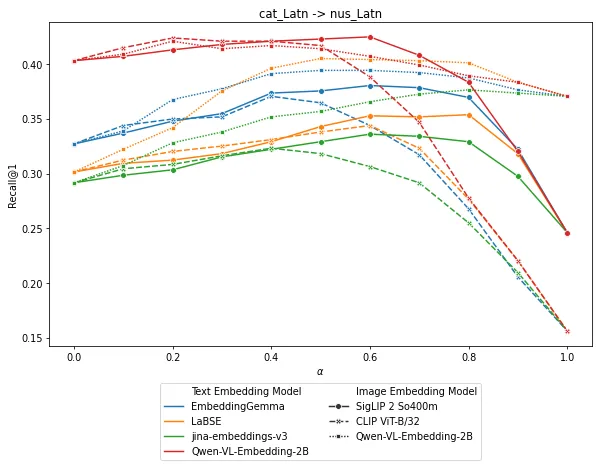 cat_Latn -> nus_Latn
Recall@1
0.40
0.35
0.30
0.25
0.20
0.15
0.0
0.2
0.4
0.6
0.8
1.0
α
Text Embedding Model
EmbeddingGemma
LaBSE
jina-embeddings-v3
Qwen-VL-Embedding-2B
Image Embedding Model
SigLIP 2 So400m
CLIP ViT-B/32
Qwen-VL-Embedding-2B